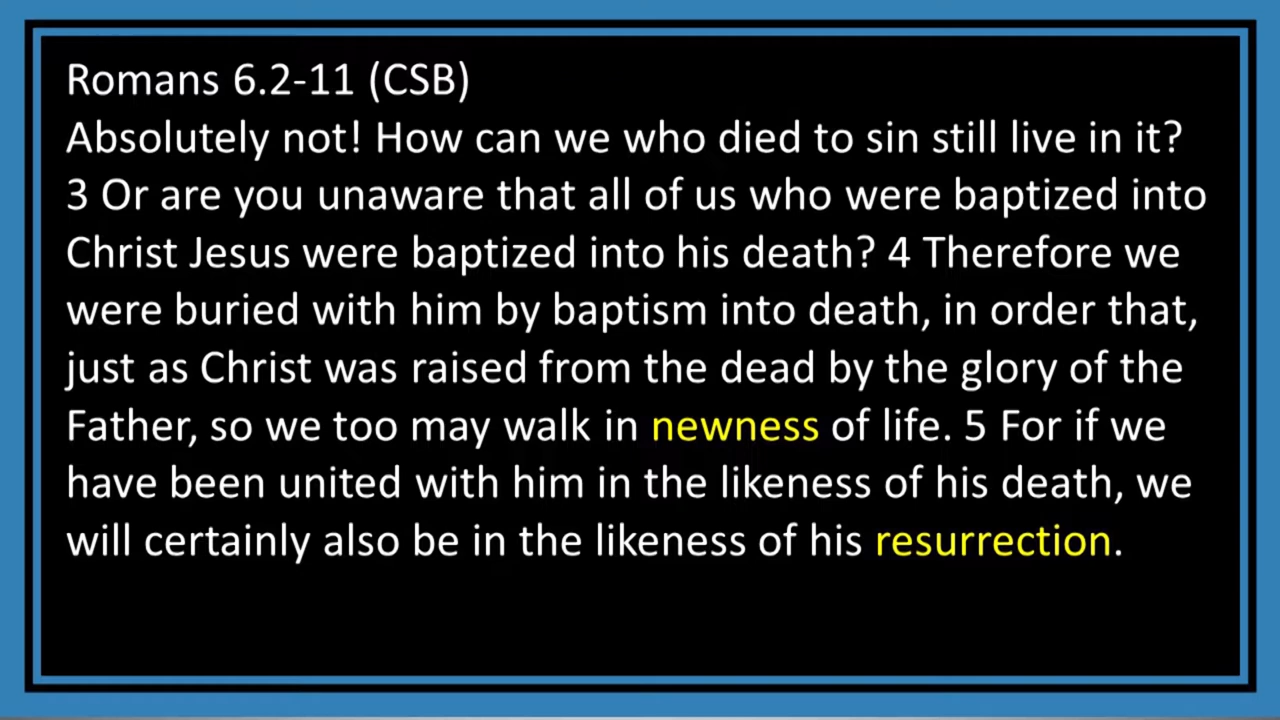 Romans 6.2-11 (CSB)
Absolutely not! How can we who died to sin still live in it?
3 Or are you unaware that all of us who were baptized into
Christ Jesus were baptized into his death? 4 Therefore we
were buried with him by baptism into death, in order that,
just as Christ was raised from the dead by the glory of the
Father, so we too may walk in newness of life. 5 For if we
have been united with him in the likeness of his death, we
will certainly also be in the likeness of his resurrection.